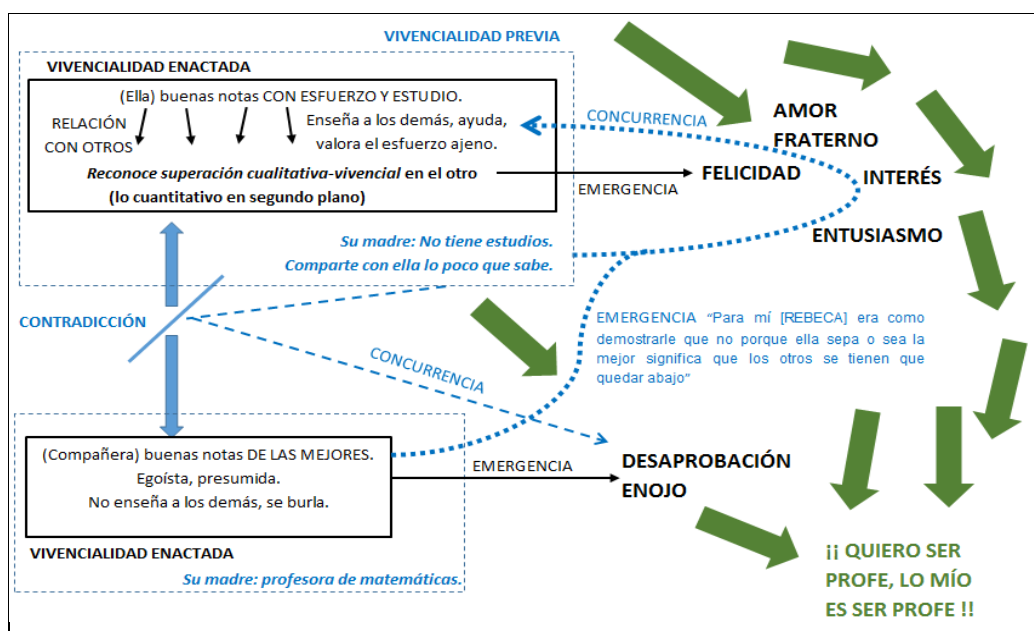 VIVENCIALIDAD PREVIA
VIVENCIALIDAD ENACTADA
(Ella) buenas notas CON ESFUERZO Y ESTUDIO.
RELACIÓN
CON OTROS
Enseña a los demás, ayuda,
valora el esfuerzo ajeno.
Reconoce superación cualitativa-vivencial en el otro
(lo cuantitativo en segundo plano)
CONCURRENCIA
AMOR
FRATERNO
EMERGENCIA
FELICIDAD
INTERÉS
ENTUSIASMO
Su madre: No tiene estudios.
Comparte con ella lo poco que sabe.
CONTRADICCIÓN
CONCURRENCIA
EMERGENCIA “Para mí [REBECA] era como
demostrarle que no porque ella sepa o sea la
mejor significa que los otros se tienen que
quedar abajo”
(Compañera) buenas notas DE LAS MEJORES.
Egoísta, presumida.
No enseña a los demás, se burla.
EMERGENCIA
DESAPROBACIÓN
ENOJO
VIVENCIALIDAD ENACTADA
Su madre: profesora de matemáticas.
¡¡ QUIERO SER
PROFE, LO MÍO
ES SER PROFE !!